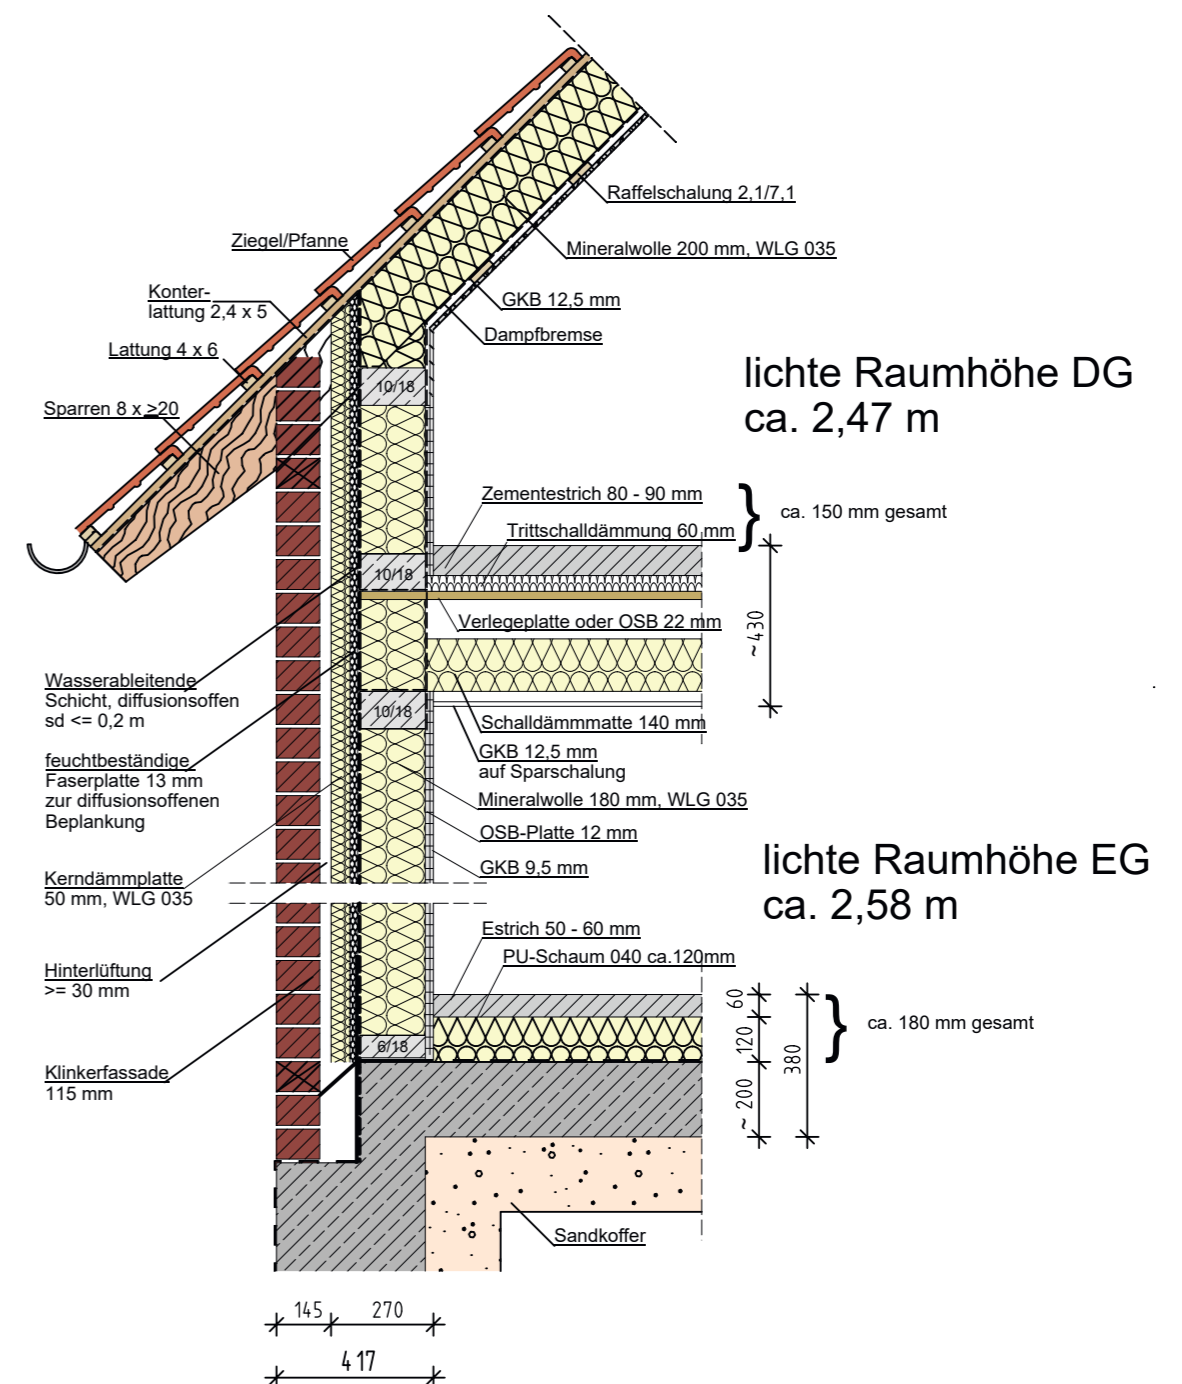 Raffelschalung 2,1/7,1
Ziegel/Pfanne
Mineralwolle 200 mm, WLG 035
Konter-
lattung 2,4 x 5
GKB 12,5 mm
Dampfbremse
Lattung 4 x 6
lichte Raumhöhe DG
ca. 2,47 m
10/18
Sparren 8 x >20
Zementestrich 80 - 90 mm
}
ca. 150 mm gesamt
Trittschalldämmung 60 mm
10/18
Verlegeplatte oder OSB 22 mm
~430
Wasserableitende
Schicht, diffusionsoffen
sd <= 0,2 m
10/18
Schalldämmmatte 140 mm
GKB 12,5 mm
auf Sparschalung
feuchtbeständige
Faserplatte 13 mm
zur diffusionsoffenen
Beplankung
Mineralwolle 180 mm, WLG 035
OSB-Platte 12 mm
lichte Raumhöhe EG
ca. 2,58 m
GKB 9,5 mm
Kerndämmplatte
50 mm, WLG 035
Estrich 50 - 60 mm
PU-Schaum 040 ca.120mm
Hinterlüftung
>= 30 mm
60
120
~ 200
380
}
ca. 180 mm gesamt
6/18
Klinkerfassade
115 mm
Sandkoffer
145
270
417